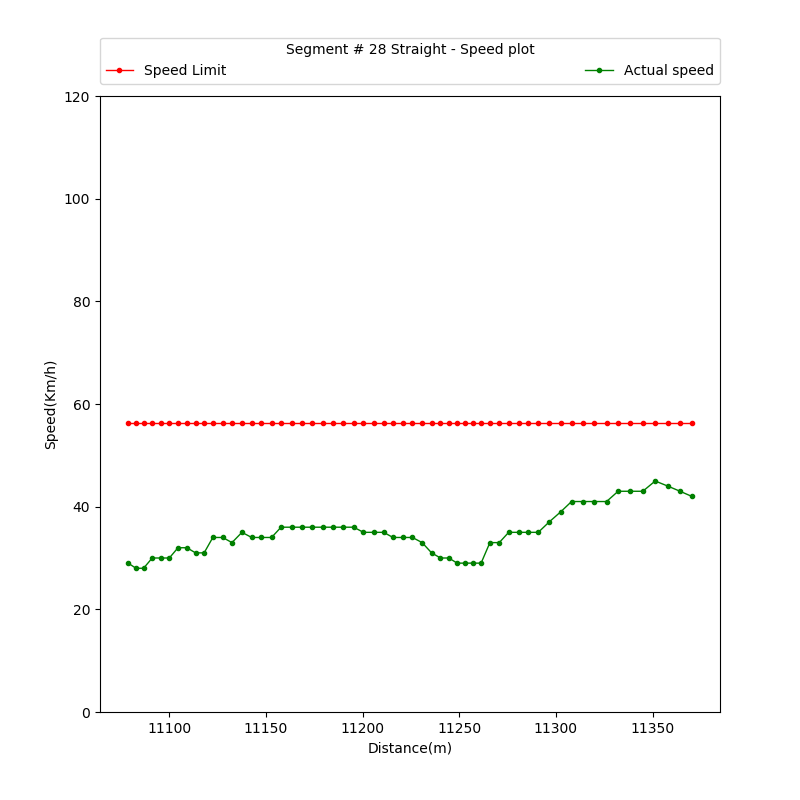 Segment # 28 Straight - Speed plot
Speed Limit
Actual speed
120
100
80
60
40
20
0
Speed(Km/h)
11100 11150 11200 11250 11300 11350
Distance(m)